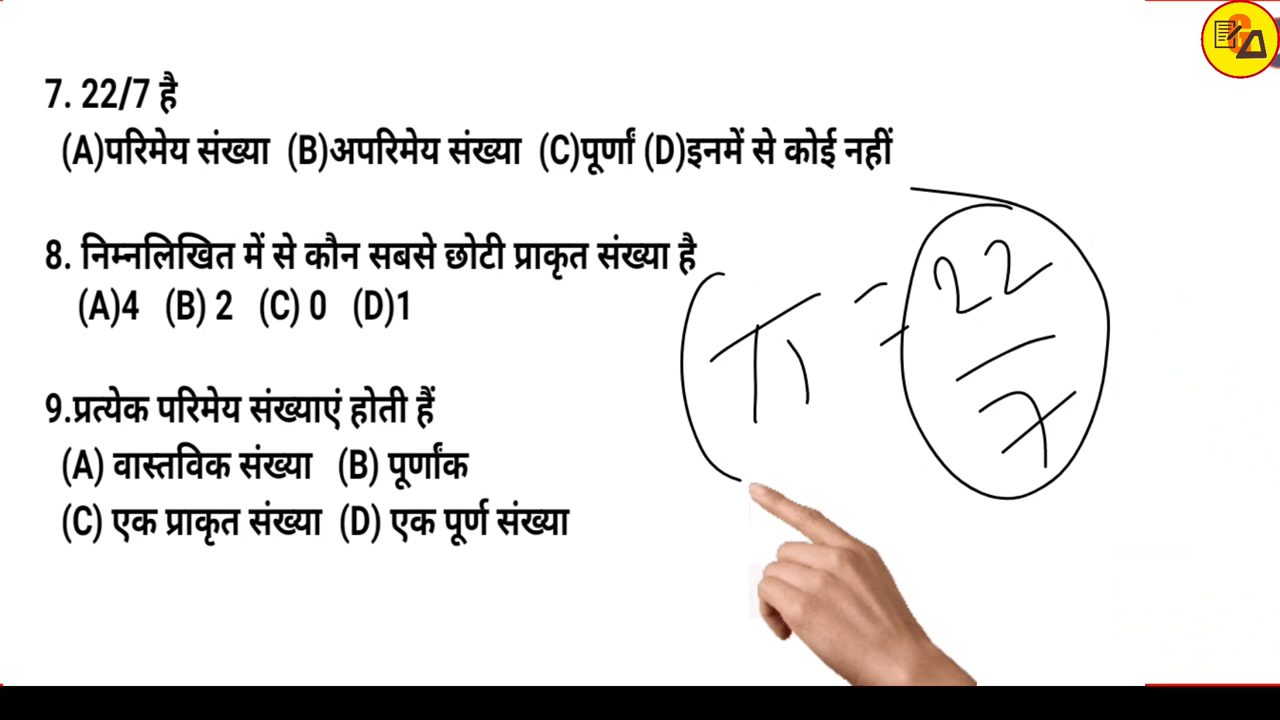 7. 22/7 है
(A)परिमेय संख्या (B)अपरिमेय संख्या (C)पूर्णां (D)इनमें से कोई नहीं
8. निम्नलिखित में से कौन सबसे छोटी प्राकृत संख्या है
(A)4 (B) 2 (C) 0 (D)1
π = 22/7
9.प्रत्येक परिमेय संख्याएं होती हैं
(A) वास्तविक संख्या (B) पूर्णांक
(C) एक प्राकृत संख्या (D) एक पूर्ण संख्या